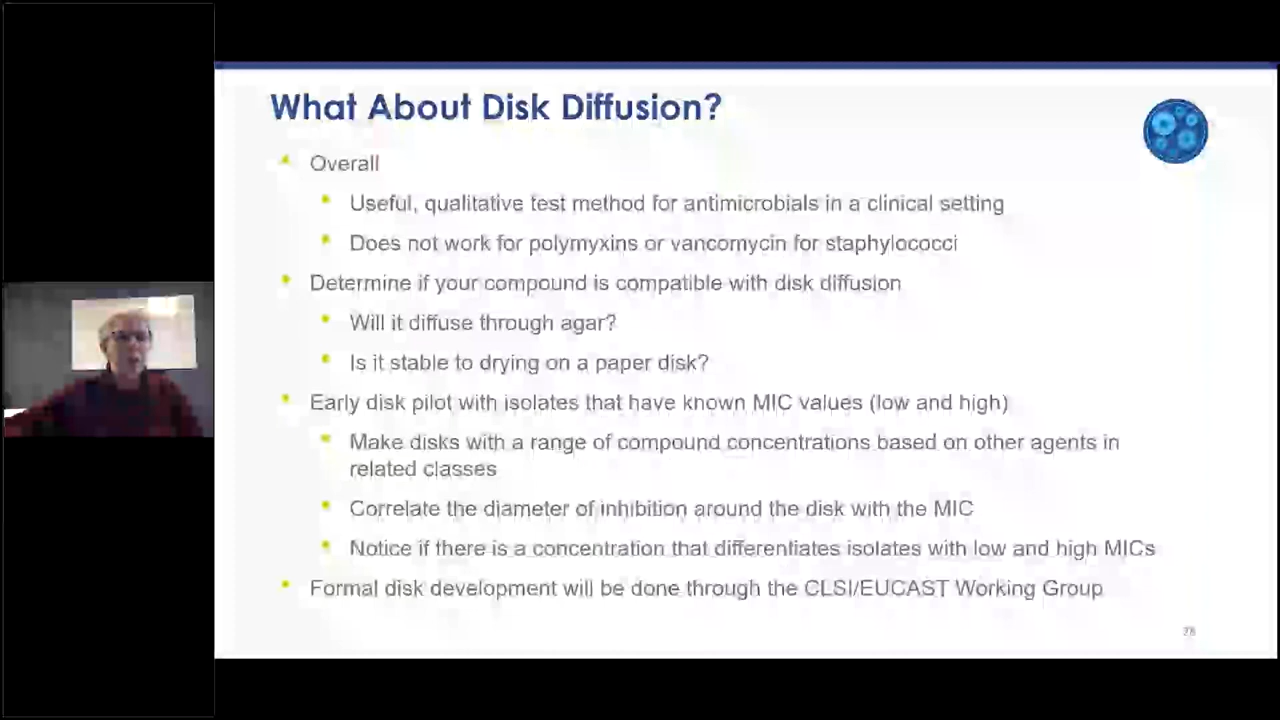 What About Disk Diffusion?
Overall
Useful, qualitative test method for antimicrobials in a clinical setting
Does not work for polymyxins or vancomycin for staphylococci
Determine if your compound is compatible with disk diffusion
Will it diffuse through agar?
Is it stable to drying on a paper disk?
Early disk pilot with isolates that have known MIC values (low and high)
Make disks with a range of compound concentrations based on other agents in
related classes
Correlate the diameter of inhibition around the disk with the MIC
Notice if there is a concentration that differentiates isolates with low and high MICs
Formal disk development will be done through the CLSI/EUCAST Working Group
28